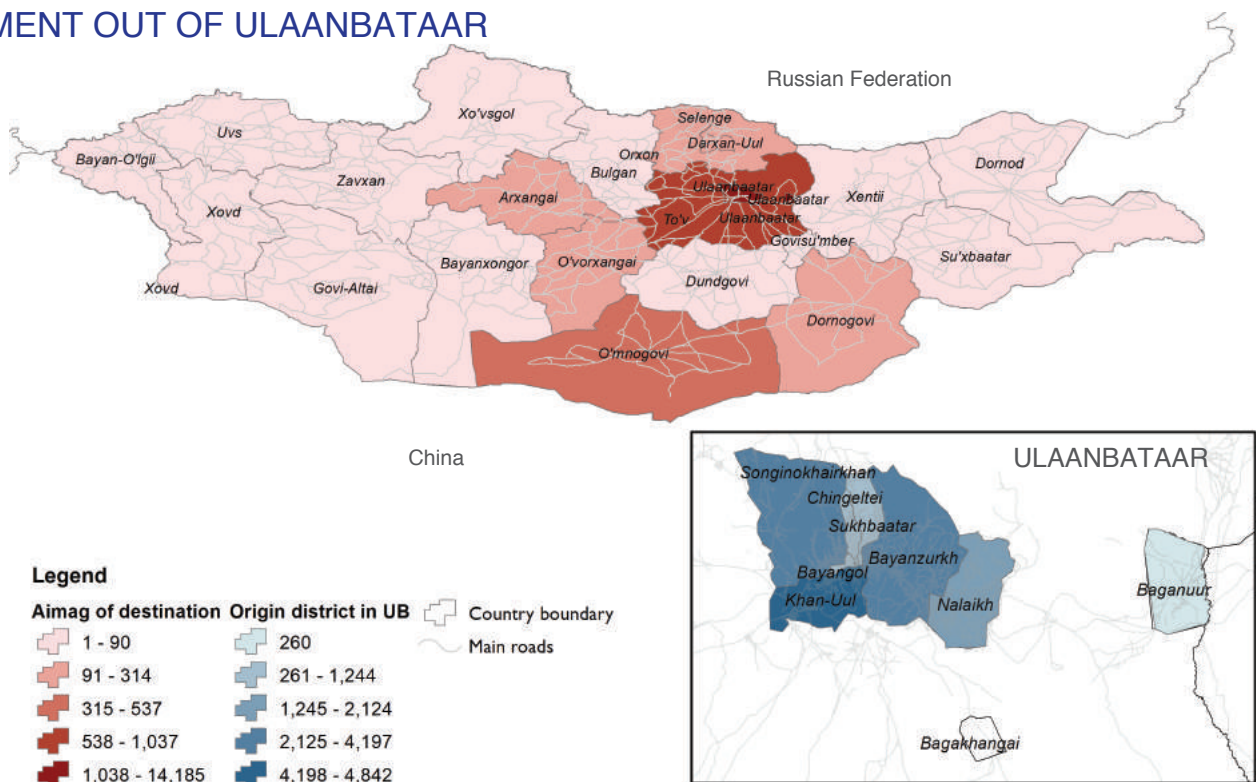 MENT OUT OF ULAANBATAAR
Russian Federation
Xo'vsgol
Selenge
Uvs
Darxan-Uul
Bayan-O'lgii
Orxon
Dornod
Bulgan
Zavxan
Ulaanbaatar
Arxangai
Ulaanbaatar
Xentii
Xovd
To'v
Ulaanbaatar
Govisu'mber
Bayanxongor
O'vorxangai
Su'xbaatar
Xovd
Govi-Altai
Dundgovi
Dornogovi
O'mnogovi
China
ULAANBATAAR
Songinokhairkhan
Chingeltei
Sukhbaatar
Bayanzurkh
Bayangol
Khan-Uul
Nalaikh
Baganuur
Bagakhangai
Legend
Aimag of destination Origin district in UB Country boundary
1 - 90 260 Main roads
91 - 314 261 - 1,244
315 - 537 1,245 - 2,124
538 - 1,037 2,125 - 4,197
1,038 - 14,185 4,198 - 4,842